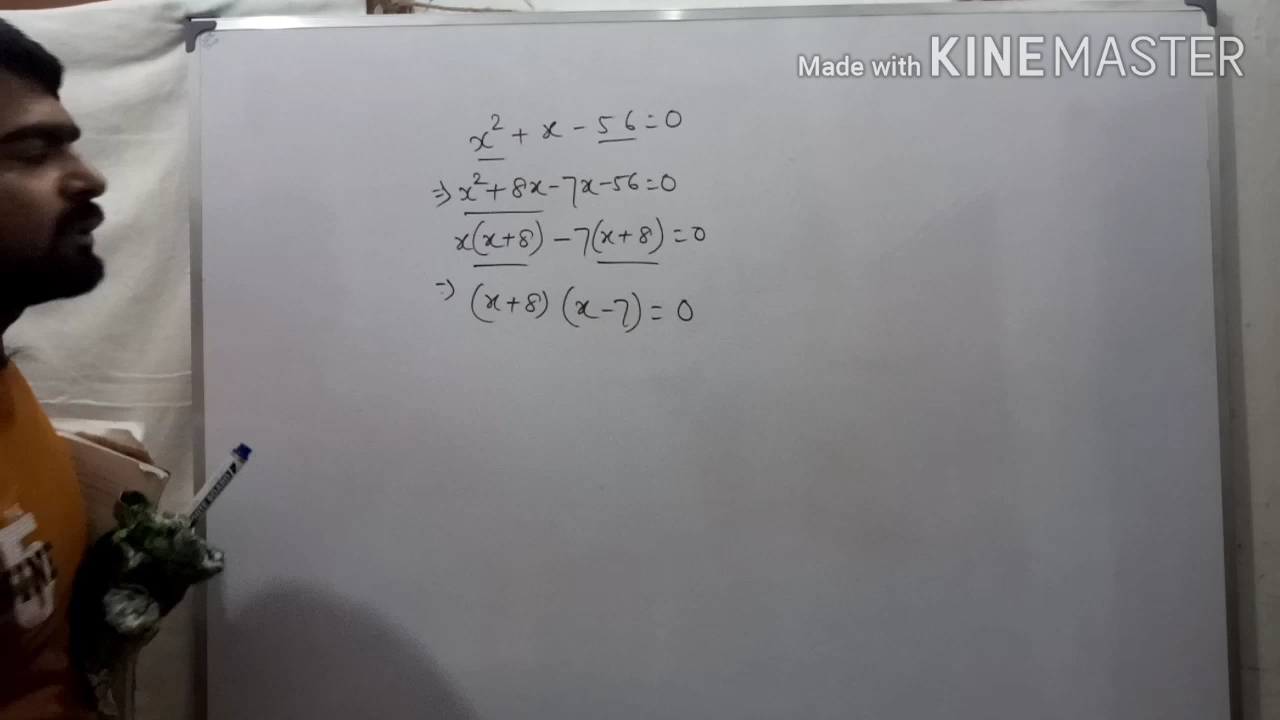 Made with KINEMASTER
x² + x - 56 = 0
⇒ x² + 8x - 7x - 56 = 0
x(x+8) - 7(x+8) = 0
⇒ (x+8) (x-7) = 0